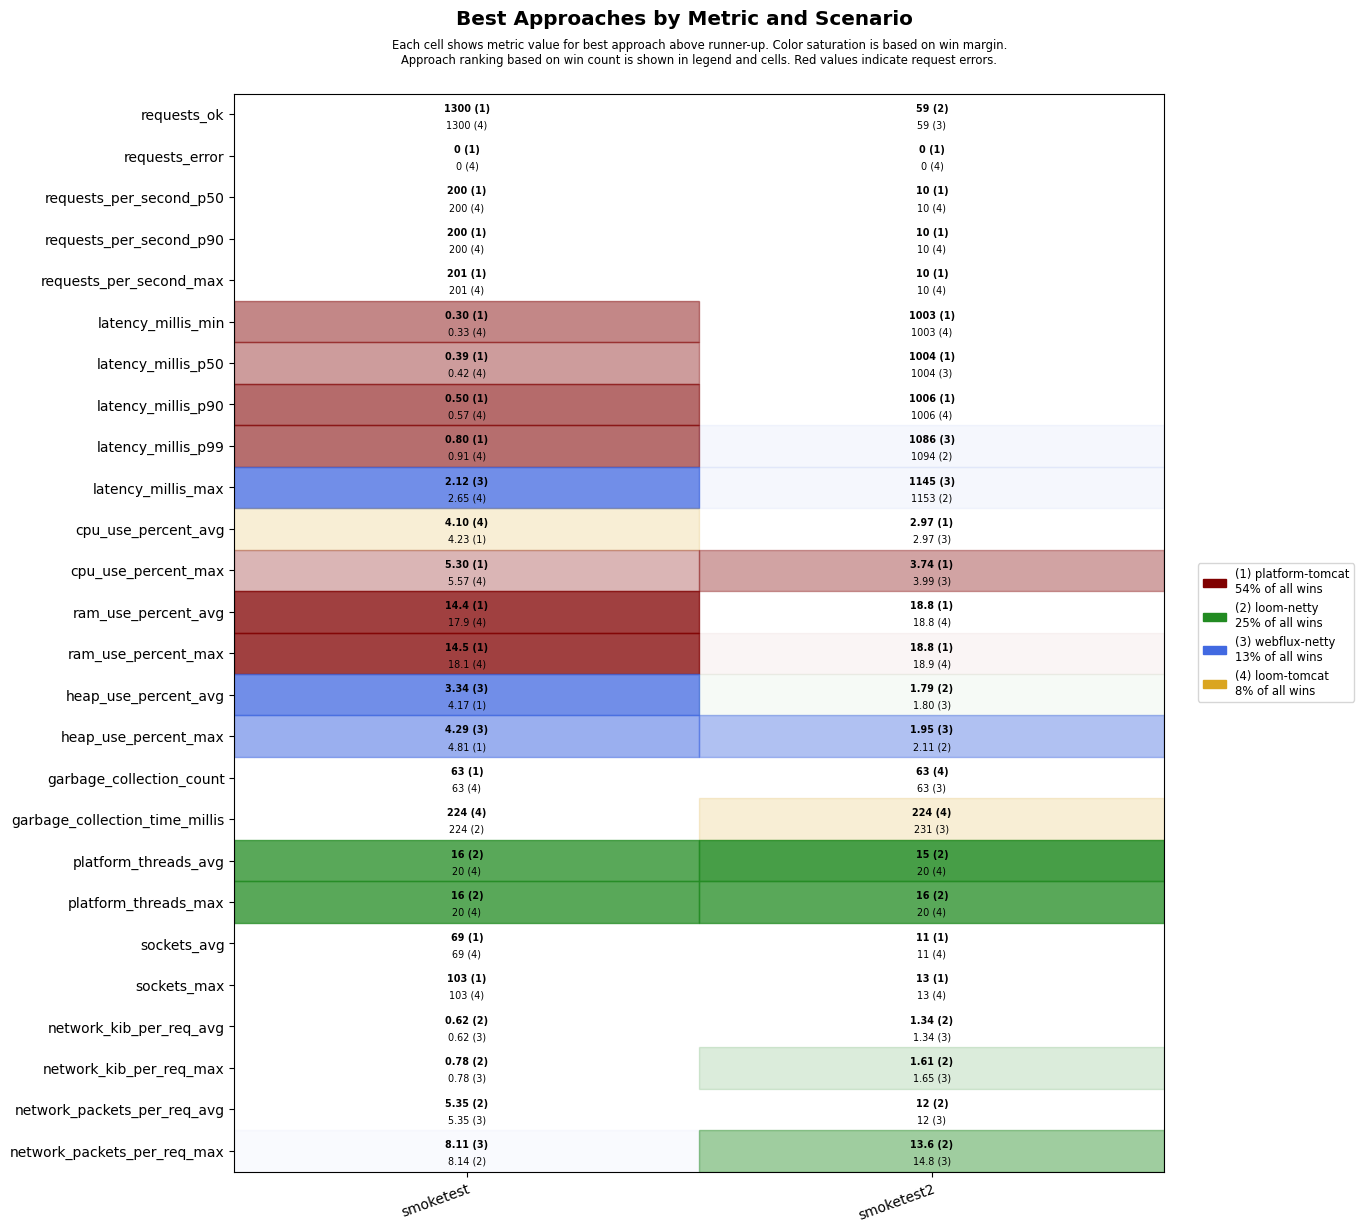 Best Approaches by Metric and Scenario
Each cell shows metric value for best approach above runner-up. Color saturation is based on win margin.
Approach ranking based on win count is shown in legend and cells. Red values indicate request errors.
requests_ok
1300 (1)
1300 (4)
59 (2)
59 (3)
requests_error
0 (1)
0 (4)
0 (1)
0 (4)
requests_per_second_p50
200 (1)
200 (4)
10 (1)
10 (4)
requests_per_second_p90
200 (1)
200 (4)
10 (1)
10 (4)
requests_per_second_max
201 (1)
201 (4)
10 (1)
10 (4)
latency_millis_min
0.30 (1)
0.33 (4)
1003 (1)
1003 (4)
latency_millis_p50
0.39 (1)
0.42 (4)
1004 (1)
1004 (3)
latency_millis_p90
0.50 (1)
0.57 (4)
1006 (1)
1006 (4)
latency_millis_p99
0.80 (1)
0.91 (4)
1086 (3)
1094 (2)
latency_millis_max
2.12 (3)
2.65 (4)
1145 (3)
1153 (2)
cpu_use_percent_avg
4.10 (4)
4.23 (1)
2.97 (1)
2.97 (3)
cpu_use_percent_max
5.30 (1)
5.57 (4)
3.74 (1)
3.99 (3)
ram_use_percent_avg
14.4 (1)
17.9 (4)
18.8 (1)
18.8 (4)
ram_use_percent_max
14.5 (1)
18.1 (4)
18.8 (1)
18.9 (4)
heap_use_percent_avg
3.34 (3)
4.17 (1)
1.79 (2)
1.80 (3)
heap_use_percent_max
4.29 (3)
4.81 (1)
1.95 (3)
2.11 (2)
garbage_collection_count
63 (1)
63 (4)
63 (4)
63 (3)
garbage_collection_time_millis
224 (4)
224 (2)
224 (4)
231 (3)
platform_threads_avg
16 (2)
20 (4)
15 (2)
20 (4)
platform_threads_max
16 (2)
20 (4)
16 (2)
20 (4)
sockets_avg
69 (1)
69 (4)
11 (1)
11 (4)
sockets_max
103 (1)
103 (4)
13 (1)
13 (4)
network_kib_per_req_avg
0.62 (2)
0.62 (3)
1.34 (2)
1.34 (3)
network_kib_per_req_max
0.78 (2)
0.78 (3)
1.61 (2)
1.65 (3)
network_packets_per_req_avg
5.35 (2)
5.35 (3)
12 (2)
12 (3)
network_packets_per_req_max
8.11 (3)
8.14 (2)
13.6 (2)
14.8 (3)
smoketest
smoketest2
(1) platform-tomcat
54% of all wins
(2) loom-netty
25% of all wins
(3) webflux-netty
13% of all wins
(4) loom-tomcat
8% of all wins